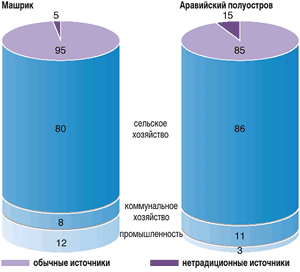 Машрик
Аравийский полуостров
5
95
15
85
80
сельское
хозяйство
86
коммунальное
хозяйство
8
11
промышленность
12
3
обычные источники
нетрадиционные источники